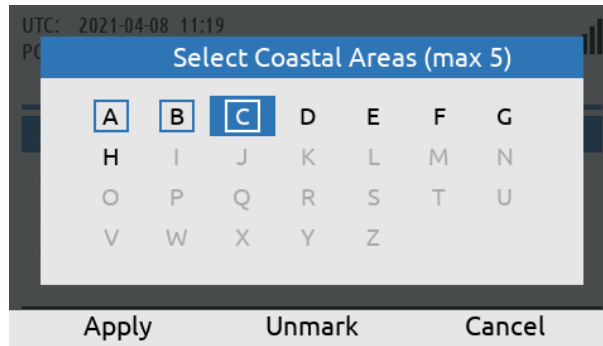 UTC: 2021-04-08 11:19
Select Coastal Areas (max 5)
A B C D E F G
H I J K L M N
O P Q R S T U
V W X Y Z
Apply Unmark Cancel